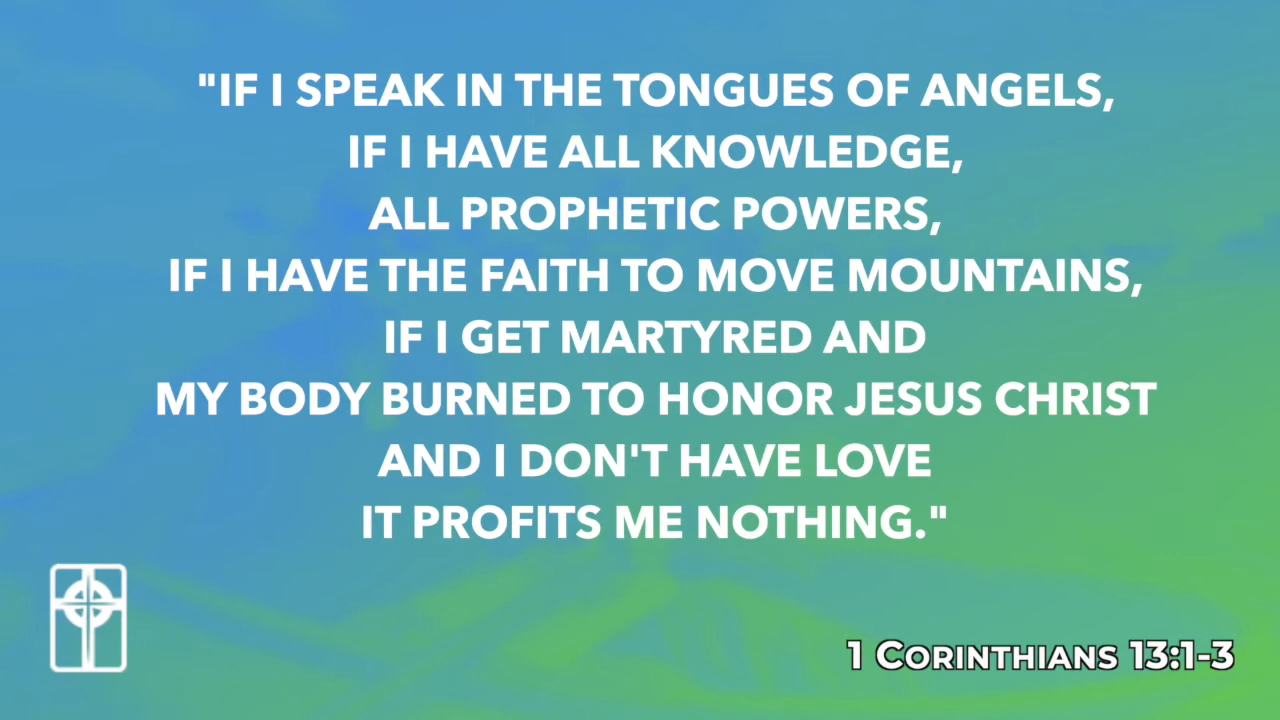 "IF I SPEAK IN THE TONGUES OF ANGELS,
IF I HAVE ALL KNOWLEDGE,
ALL PROPHETIC POWERS,
IF I HAVE THE FAITH TO MOVE MOUNTAINS,
IF I GET MARTYRED AND
MY BODY BURNED TO HONOR JESUS CHRIST
AND I DON'T HAVE LOVE
IT PROFITS ME NOTHING."
1 CORINTHIANS 13:1-3